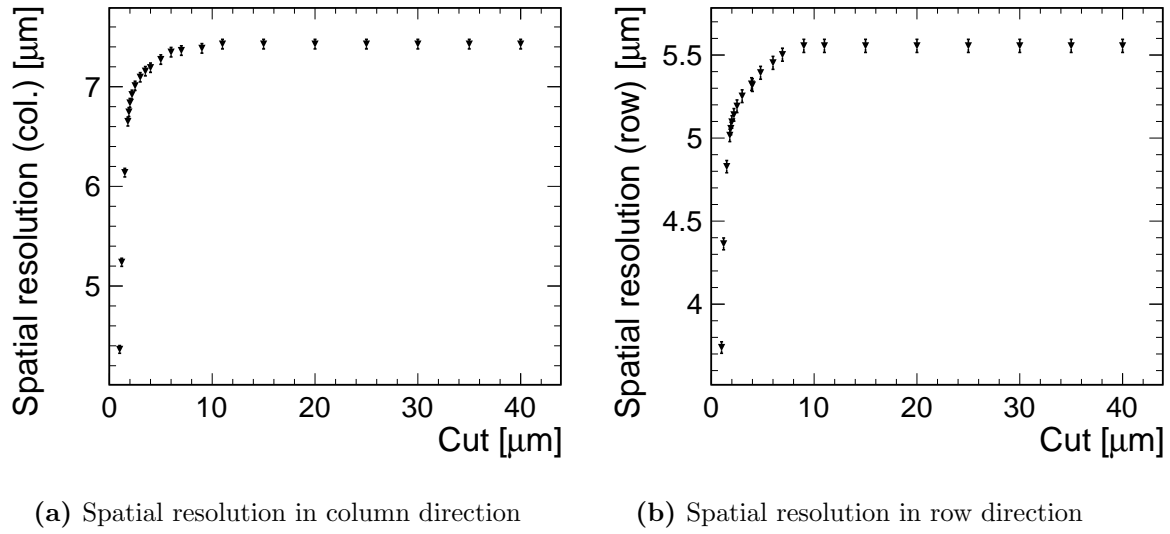 Spatial resolution (col.) [μm]
7
6
5
0 10 20 30 40
Cut [μm]
(a) Spatial resolution in column direction
Spatial resolution (row) [μm]
5.5
5
4.5
4
0 10 20 30 40
Cut [μm]
(b) Spatial resolution in row direction